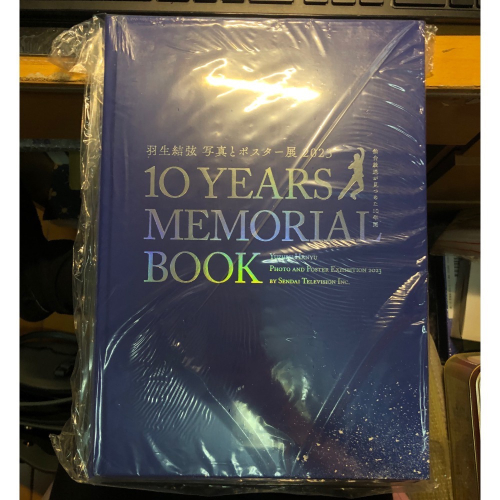 羽生結弦 写真とポスター展 2023
10 YEARS
MEMORIAL
BOOK
YUZURU HANYU
PHOTO AND POSTER EXHIBITION 2023
BY SENDAI TELEVISION INC.